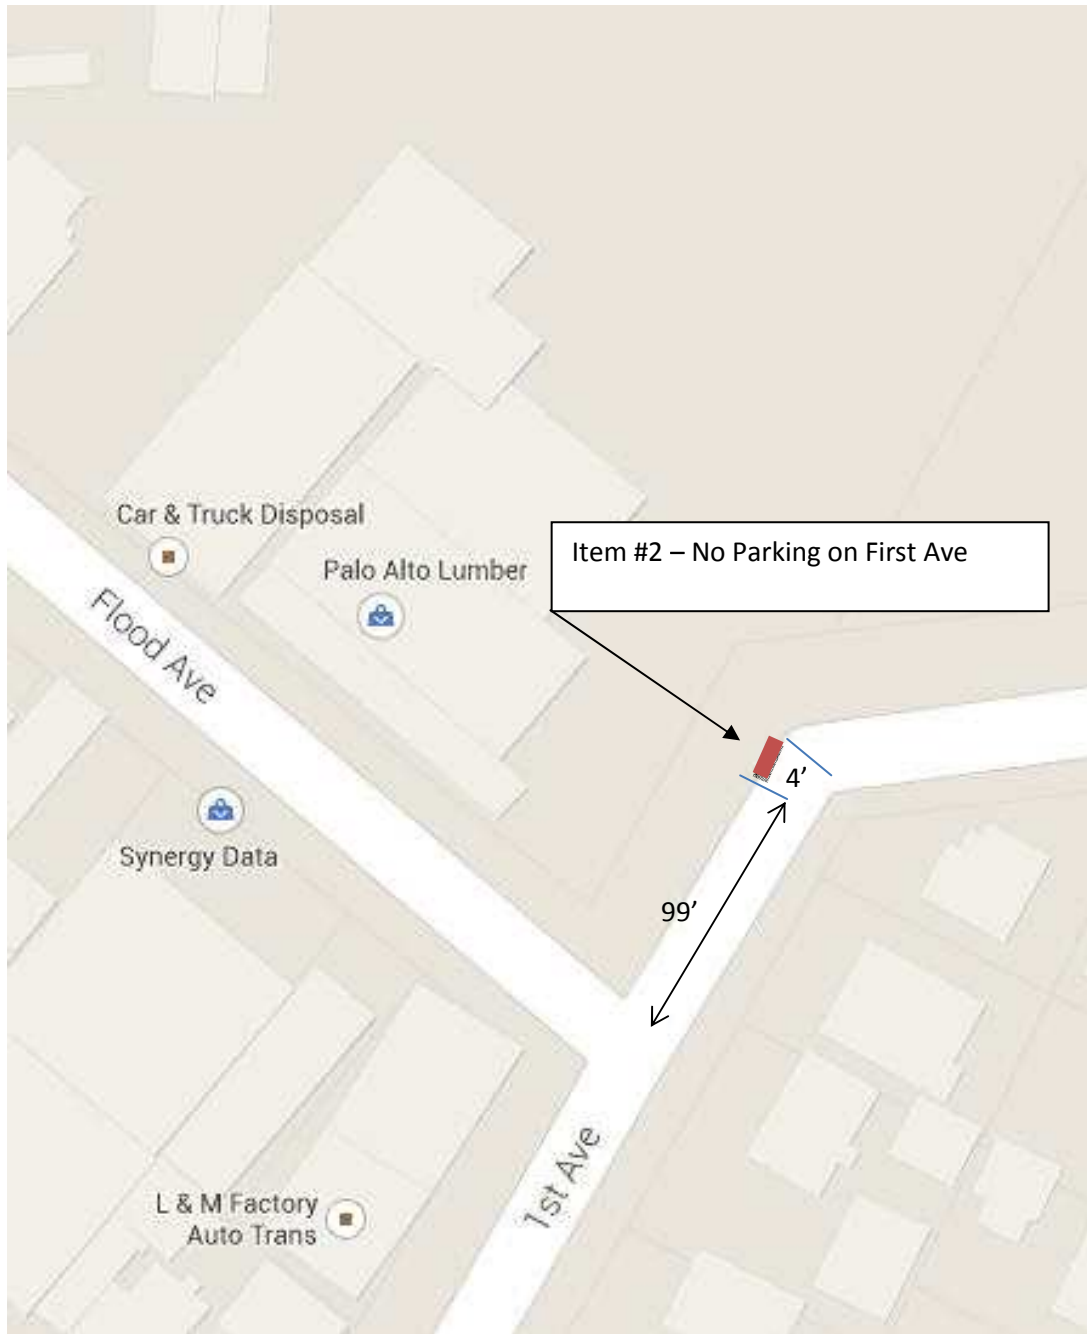 Car & Truck Disposal
Item #2 – No Parking on First Ave
Palo Alto Lumber
Flood Ave
4’
Synergy Data
99’
1st Ave
L & M Factory
Auto Trans